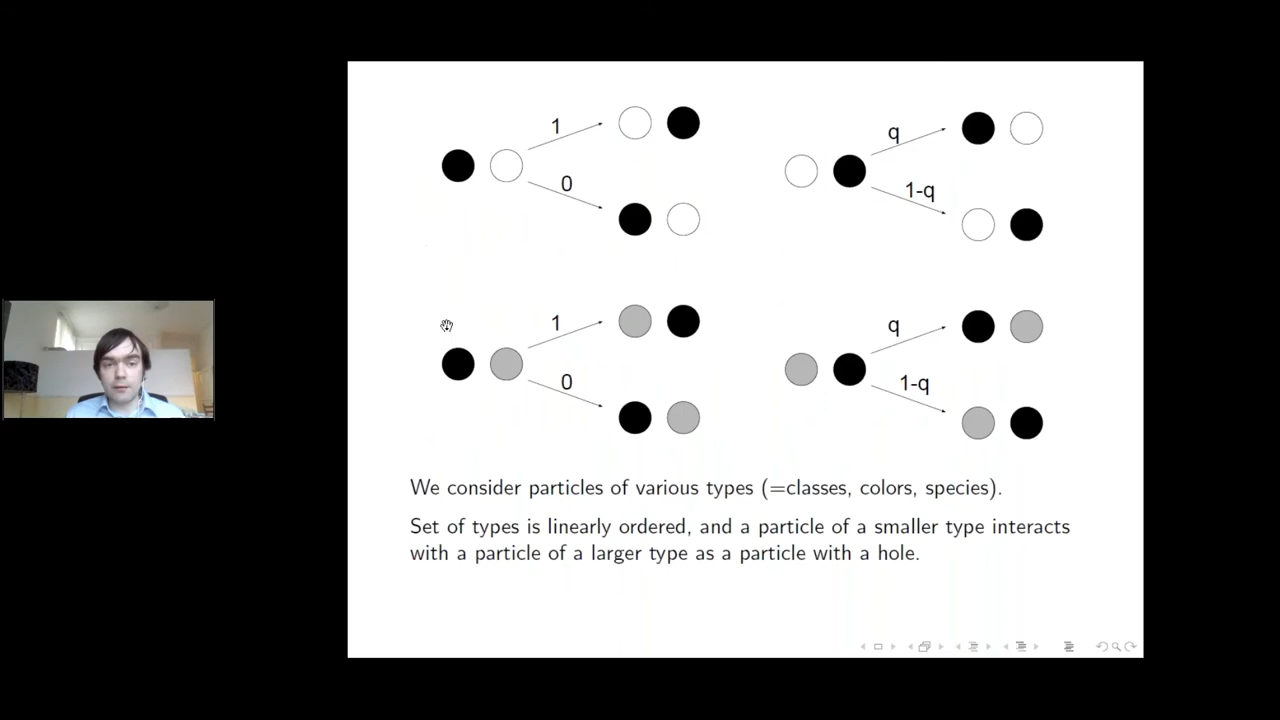 1
0
q
1-q
1
0
q
1-q
We consider particles of various types (=classes, colors, species).
Set of types is linearly ordered, and a particle of a smaller type interacts
with a particle of a larger type as a particle with a hole.